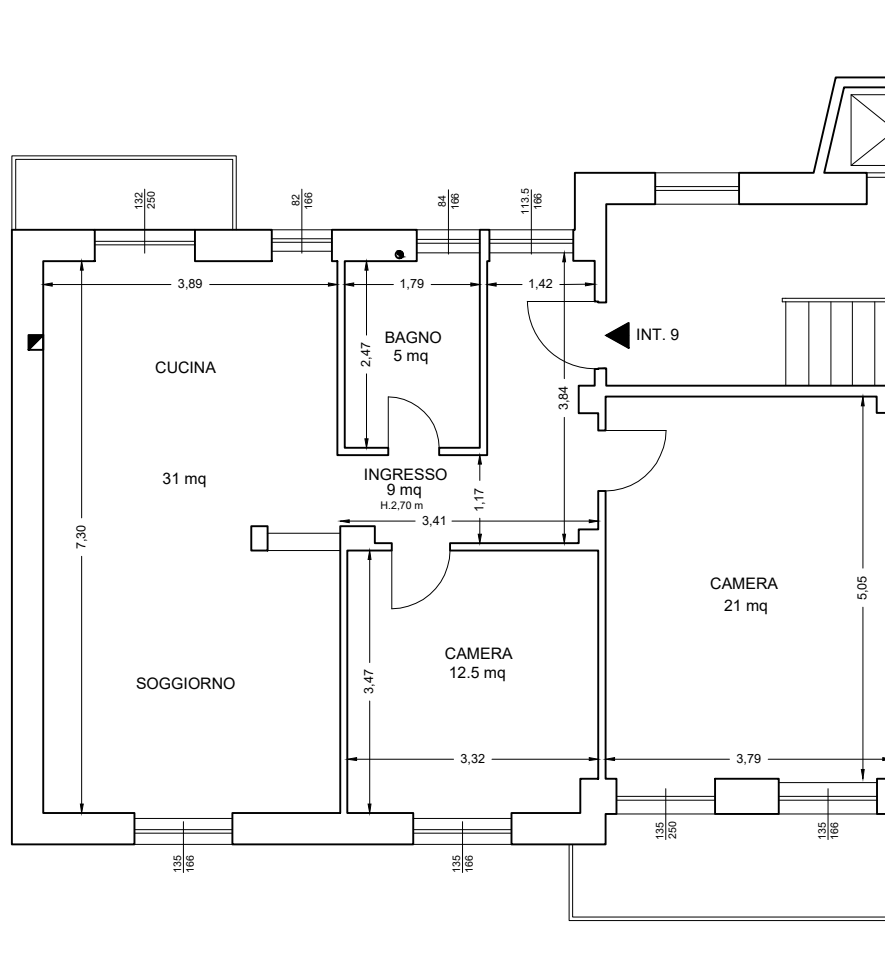 132
250
82
166
84
166
113.5
166
3,89
1,79
1,42
INT. 9
BAGNO
5 mq
2,47
CUCINA
3,84
31 mq
INGRESSO
9 mq
H.2,70 m
1,17
3,41
7,30
CAMERA
21 mq
5,05
CAMERA
12.5 mq
SOGGIORNO
3,47
3,32
3,79
135
166
135
166
135
250
135
166